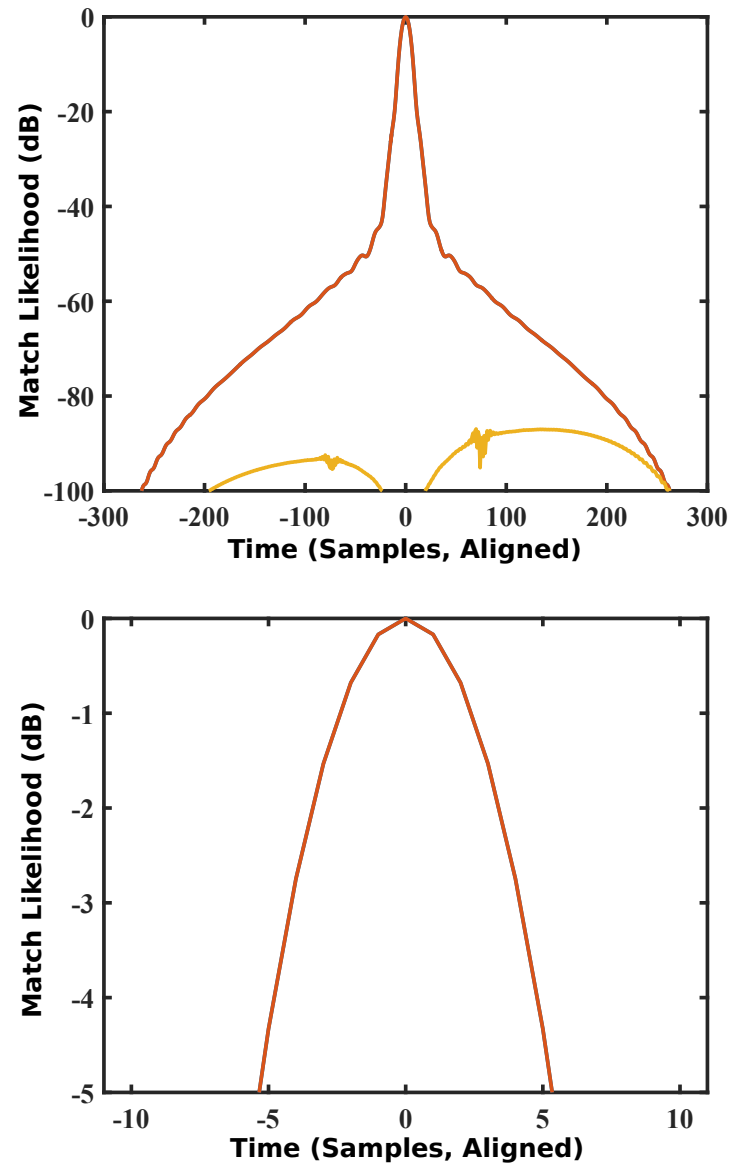 0
-20
-40
-60
-80
-100
Match Likelihood (dB)
-300 -200 -100 0 100 200 300
Time (Samples, Aligned)
0
-1
-2
-3
-4
-5
Match Likelihood (dB)
-10 -5 0 5 10
Time (Samples, Aligned)